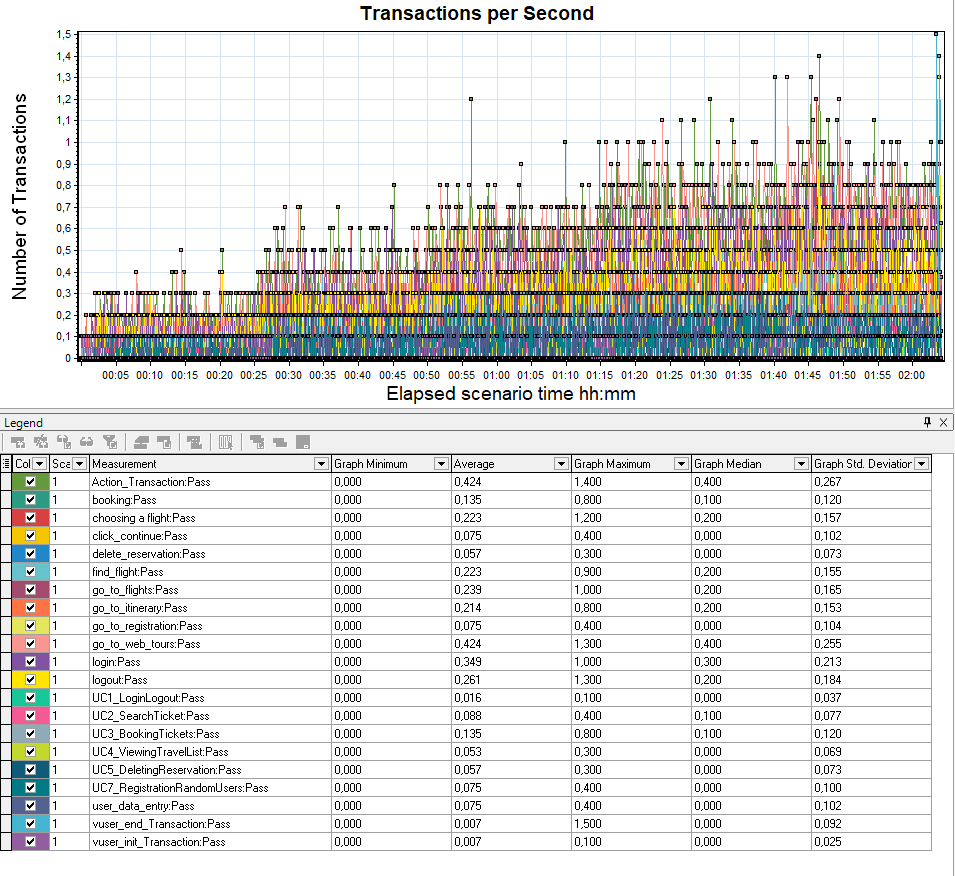 Transactions per Second
Number of Transactions
1,5
1,4
1,3
1,2
1,1
1
0,9
0,8
0,7
0,6
0,5
0,4
0,3
0,2
0,1
0
00:05 00:10 00:15 00:20 00:25 00:30 00:35 00:40 00:45 00:50 00:55 01:00 01:05 01:10 01:15 01:20 01:25 01:30 01:35 01:40 01:45 01:50 01:55 02:00
Elapsed scenario time hh:mm
Legend
Col Sca Measurement Graph Minimum Average Graph Maximum Graph Median Graph Std. Deviation
1 Action_Transaction:Pass 0,000 0,424 1,400 0,400 0,267
1 booking:Pass 0,000 0,135 0,800 0,100 0,120
1 choosing a flight:Pass 0,000 0,223 1,200 0,200 0,157
1 click_continue:Pass 0,000 0,075 0,400 0,000 0,102
1 delete_reservation:Pass 0,000 0,057 0,300 0,000 0,073
1 find_flight:Pass 0,000 0,223 0,900 0,200 0,155
1 go_to_flights:Pass 0,000 0,239 1,000 0,200 0,165
1 go_to_itinerary:Pass 0,000 0,214 0,800 0,200 0,153
1 go_to_registration:Pass 0,000 0,075 0,400 0,000 0,104
1 go_to_web_tours:Pass 0,000 0,424 1,300 0,400 0,255
1 login:Pass 0,000 0,349 1,000 0,300 0,213
1 logout:Pass 0,000 0,261 1,300 0,200 0,184
1 UC1_LoginLogout:Pass 0,000 0,016 0,100 0,000 0,037
1 UC2_SearchTicket:Pass 0,000 0,088 0,400 0,100 0,077
1 UC3_BookingTickets:Pass 0,000 0,135 0,800 0,100 0,120
1 UC4_ViewingTravelList:Pass 0,000 0,053 0,300 0,000 0,069
1 UC5_DeletingReservation:Pass 0,000 0,057 0,300 0,000 0,073
1 UC7_RegistrationRandomUsers:Pass 0,000 0,075 0,400 0,000 0,100
1 user_data_entry:Pass 0,000 0,075 0,400 0,000 0,102
1 vuser_end_Transaction:Pass 0,000 0,007 1,500 0,000 0,092
1 vuser_init_Transaction:Pass 0,000 0,007 0,100 0,000 0,025